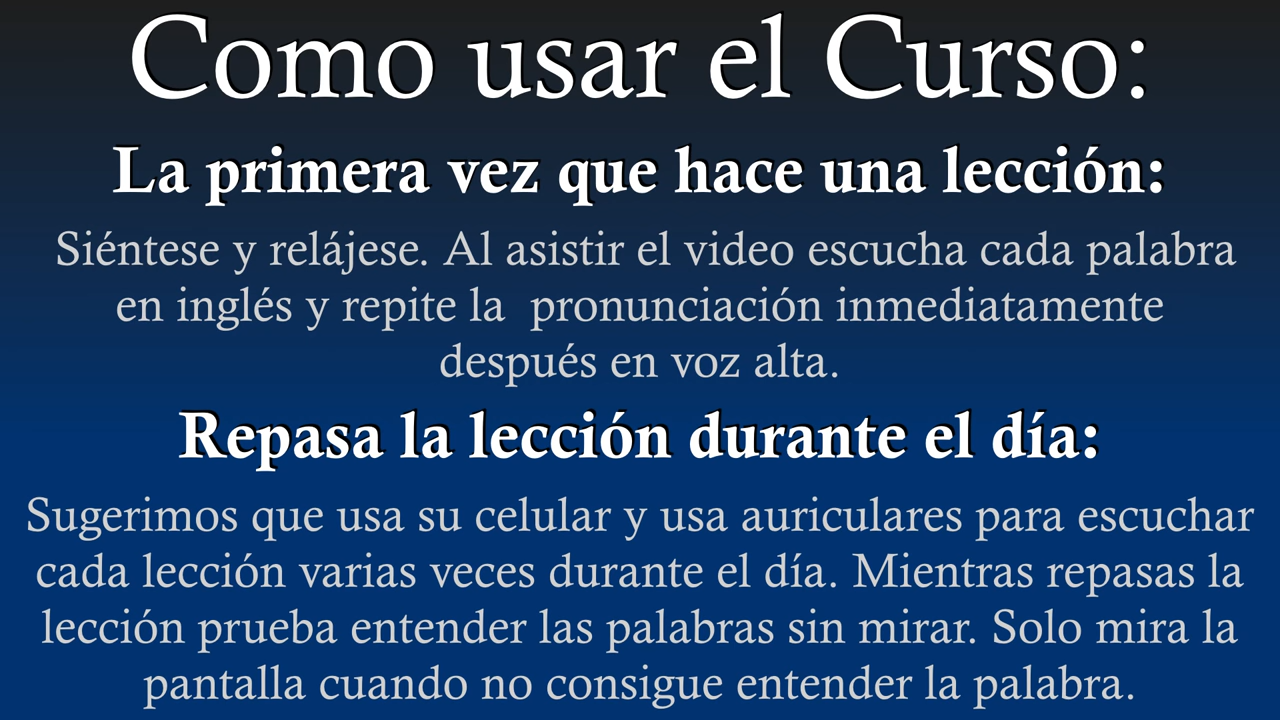 Como usar el Curso:
La primera vez que hace una lección:
Siéntese y relájese. Al asistir el video escucha cada palabra
en inglés y repite la  pronunciación inmediatamente
después en voz alta.
Repasa la lección durante el día:
Sugerimos que usa su celular y usa auriculares para escuchar
cada lección varias veces durante el día. Mientras repasas la
lección prueba entender las palabras sin mirar. Solo mira la
pantalla cuando no consigue entender la palabra.